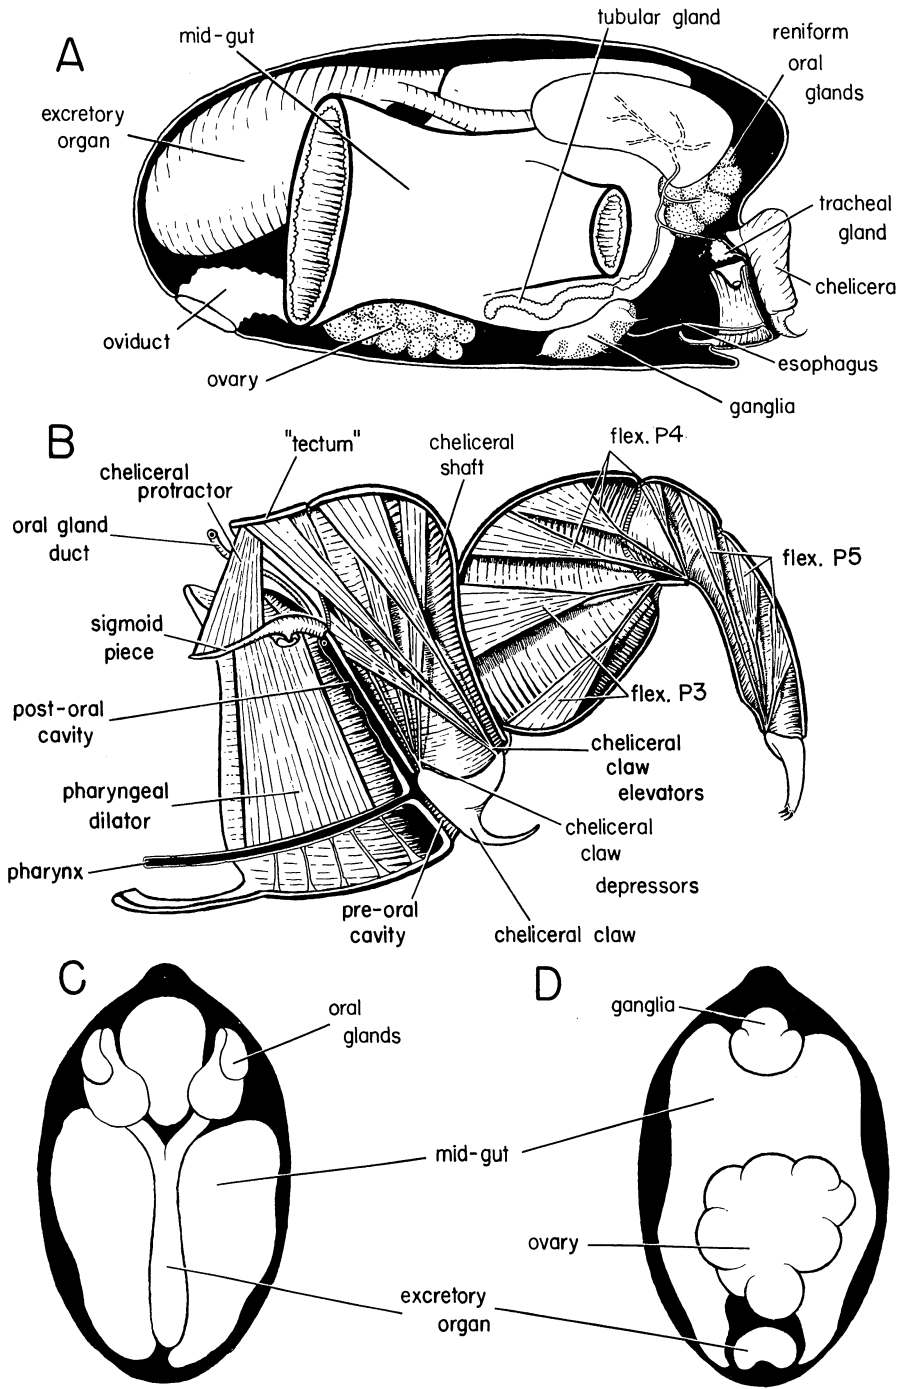 A
mid-gut
tubular gland
reniform
oral
glands
excretory
organ
tracheal
gland
chelicera
oviduct
ovary
esophagus
ganglia
B
"tectum"
cheliceral
shaft
flex. P4
cheliceral
protractor
oral gland
duct
flex. P5
sigmoid
piece
post-oral
cavity
flex. P3
cheliceral
claw
elevators
pharyngeal
dilator
cheliceral
claw
depressors
pharynx
pre-oral
cavity
cheliceral claw
C
oral
glands
D
ganglia
mid-gut
ovary
excretory
organ